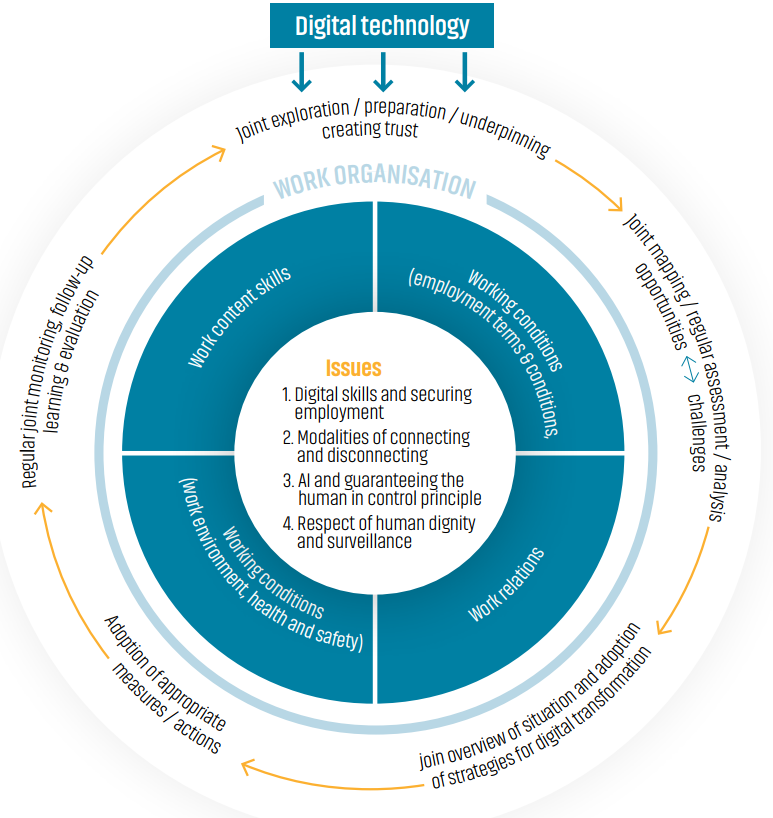 Digital technology
Joint exploration / preparation / underpinning
creating trust
WORK ORGANISATION
Joint mapping / regular assessment / analysis
opportunities
challenges
join overview of situation and adoption
of strategies for digital transformation
Adoption of appropriate
measures / actions
Regular joint monitoring, follow-up
learning & evaluation
Work content skills
Working conditions
(employment terms & conditions,
Work relations
Working conditions
(work environment, health and safety)
Issues
1. Digital skills and securing
employment
2. Modalities of connecting
and disconnecting
3. AI and guaranteeing the
human in control principle
4. Respect of human dignity
and surveillance